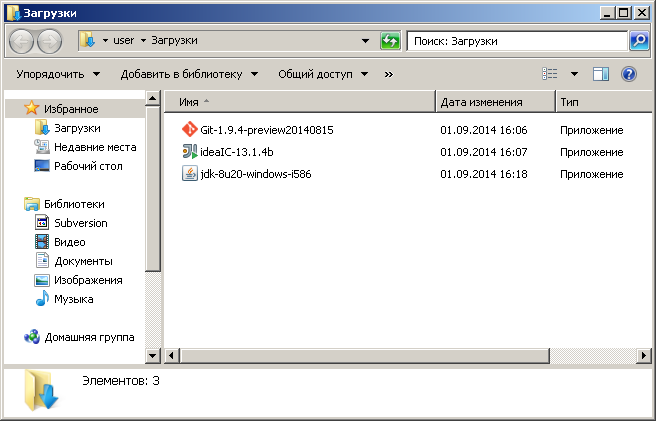 Загрузки
user Загрузки
Поиск: Загрузки
Упорядочить Добавить в библиотеку Общий доступ »
Избранное
Загрузки
Недавние места
Рабочий стол
Библиотеки
Subversion
Видео
Документы
Изображения
Музыка
Домашняя группа
Имя Дата изменения Тип
Git-1.9.4-preview20140815 01.09.2014 16:06 Приложение
ideaIC-13.1.4b 01.09.2014 16:07 Приложение
jdk-8u20-windows-i586 01.09.2014 16:18 Приложение
Элементов: 3